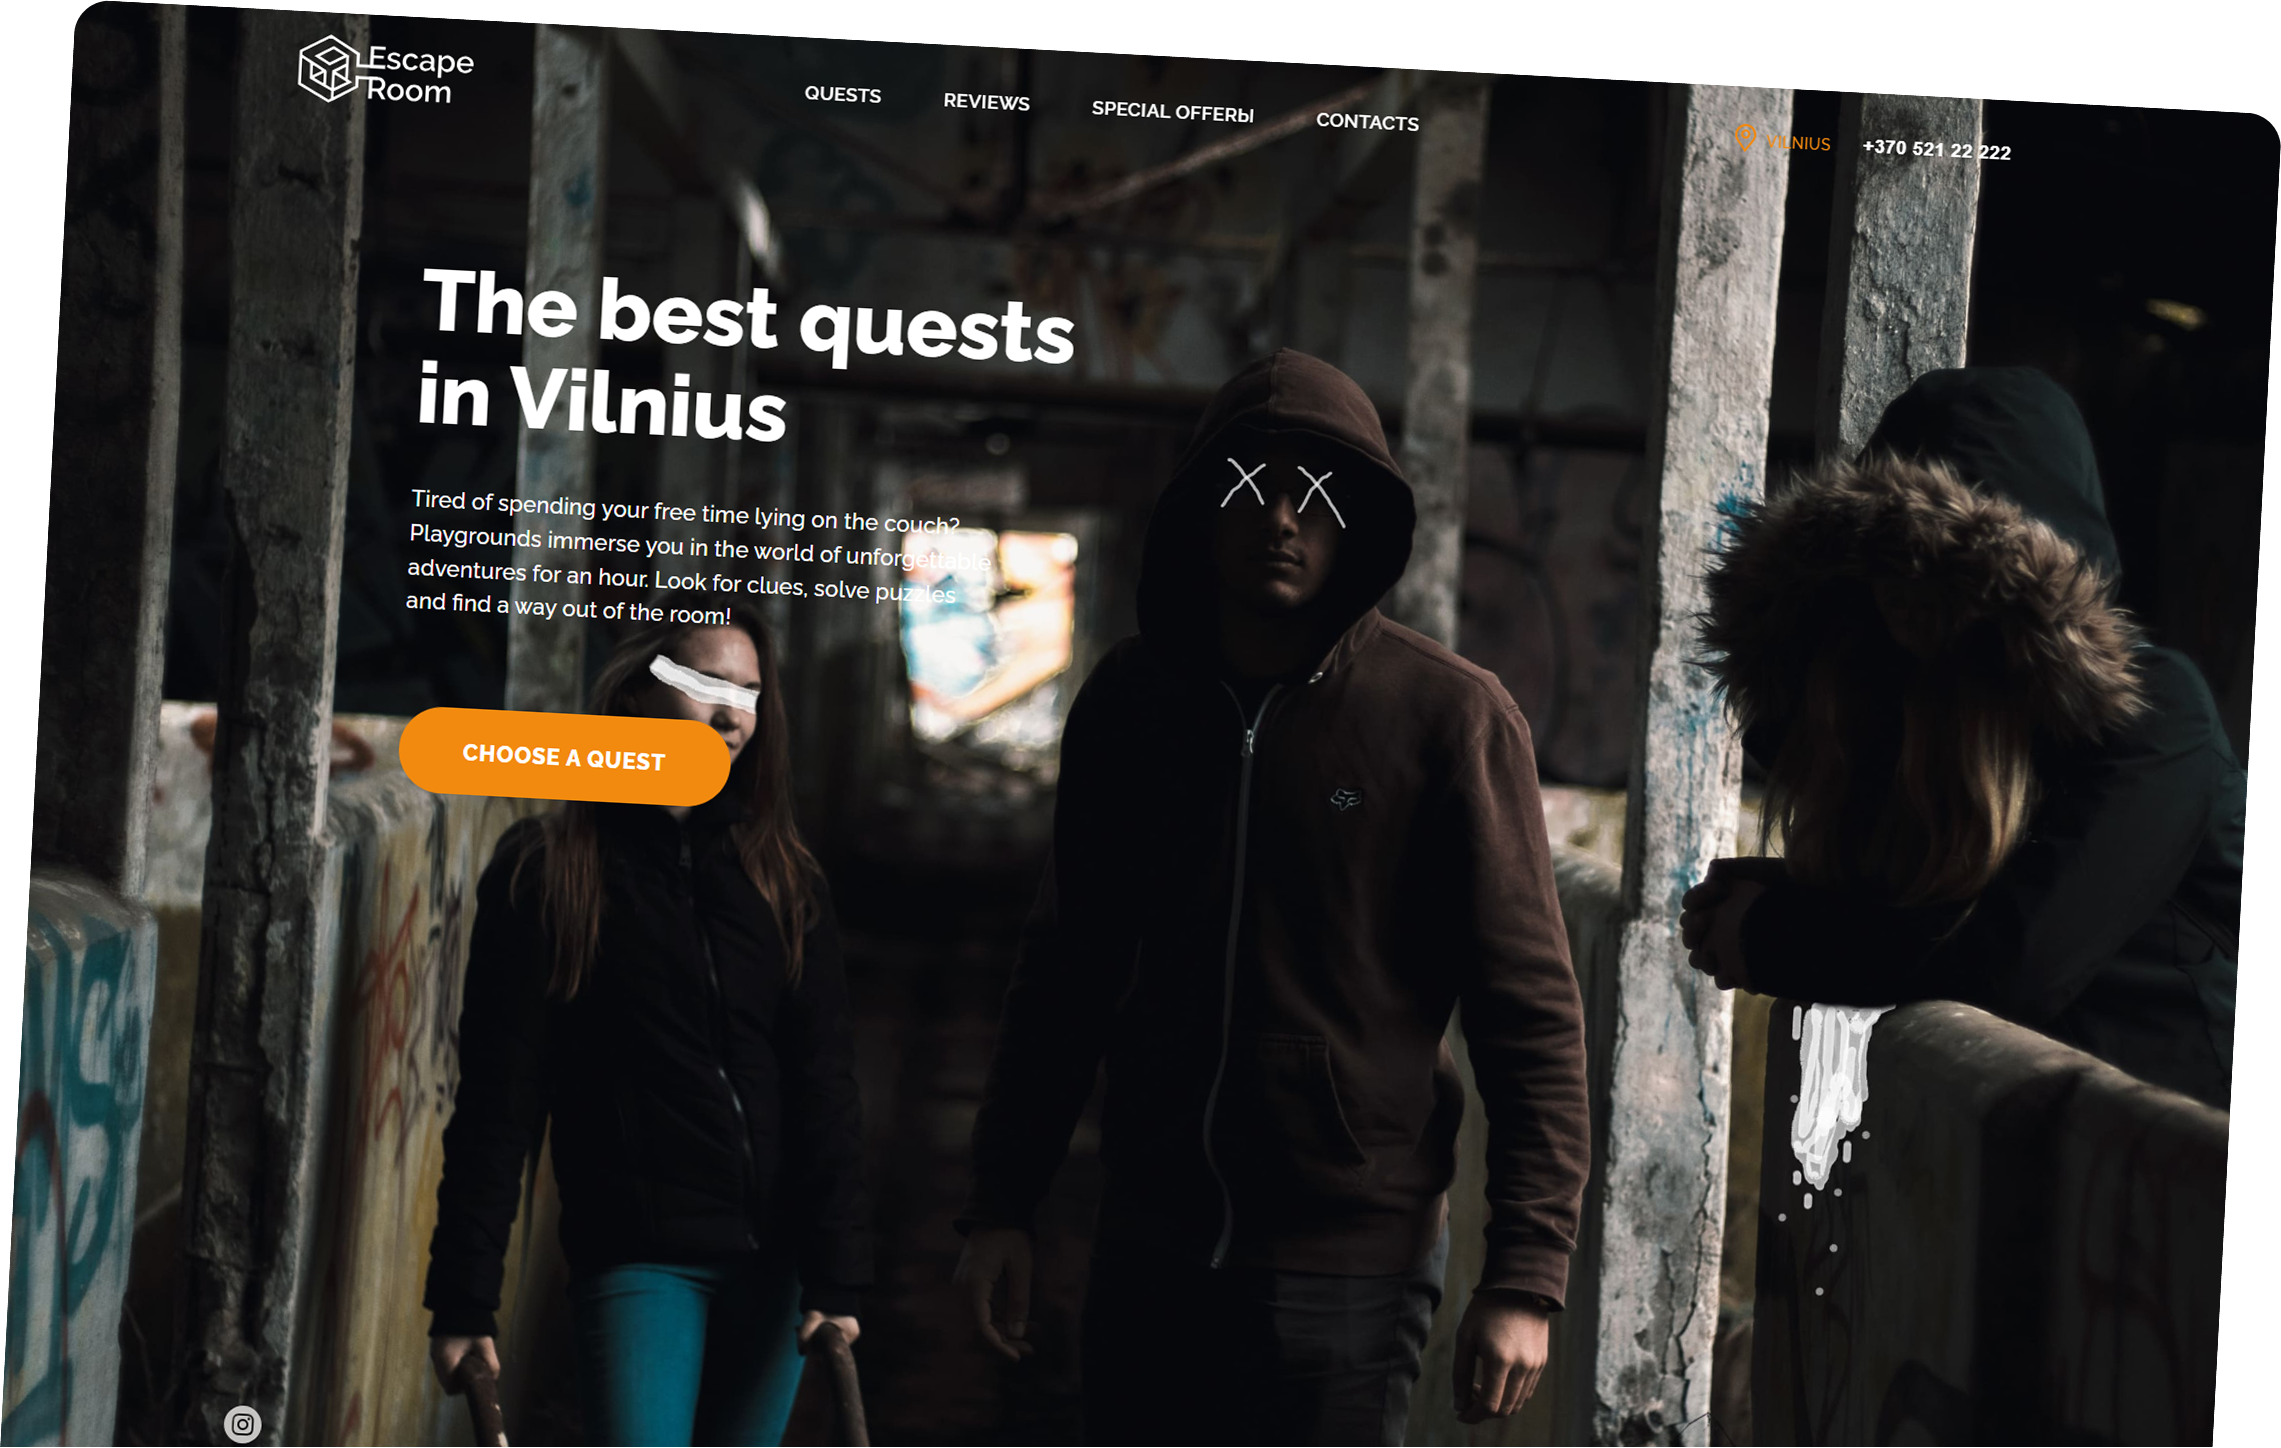 Escape
Room
QUESTS
REVIEWS
SPECIAL OFFERЫ
CONTACTS
VILNIUS
+370 521 22 222
The best quests
in Vilnius
Tired of spending your free time lying on the couch?
Playgrounds immerse you in the world of unforgettable
adventures for an hour. Look for clues, solve puzzles
and find a way out of the room!
CHOOSE A QUEST